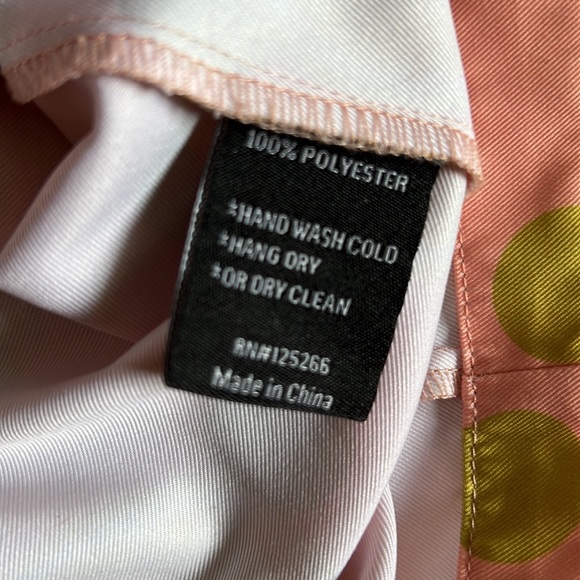 100% POLYESTER
*HAND WASH COLD
*HANG DRY
*OR DRY CLEAN
RN#125266
Made in China